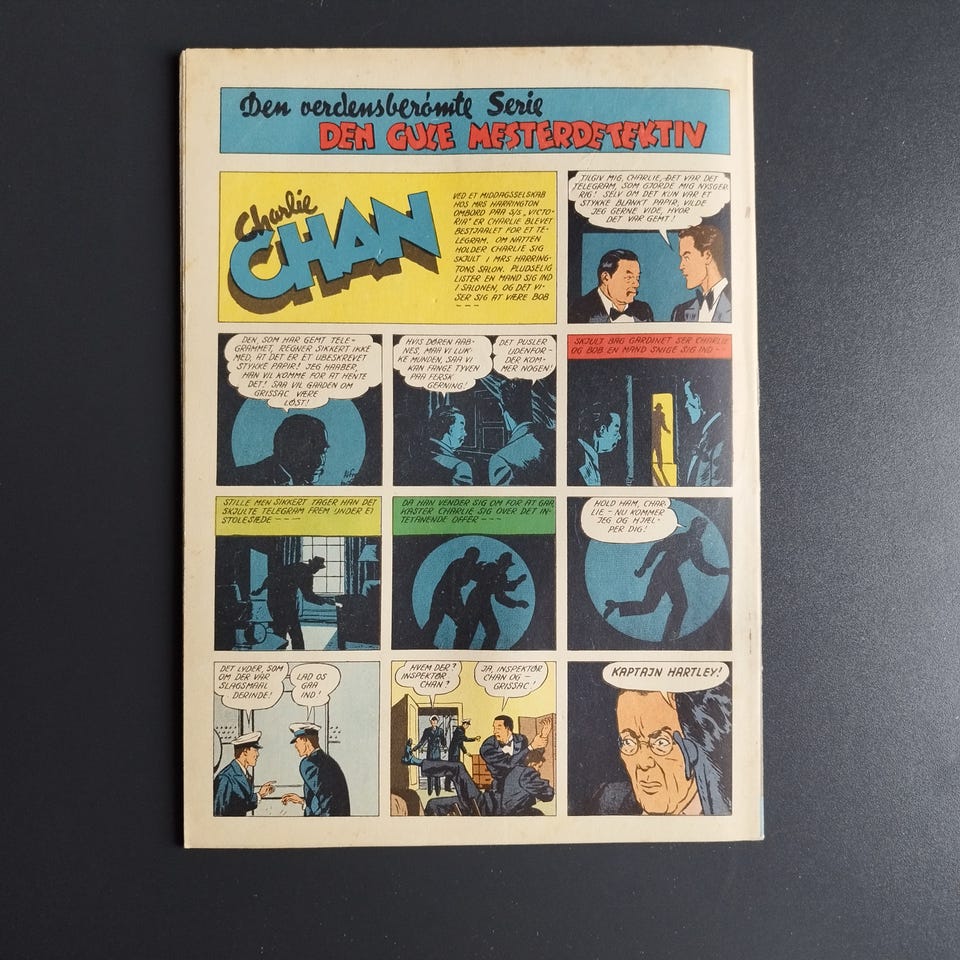 Den verdensberömte Serie
DEN GULE MESTERDETEKTIV
Charlie
CHAN
VED ET MIDDAGSSELSKAB
HOS MRS HARRINGTON
OMBORD PAA S/S „VICTO-
RIA" ER CHARLIE BLEVET
BESTJAALET FOR ET TE-
LEGRAM. OM NATTEN
HOLDER CHARLIE SIG
SKJULT I MRS HARRING-
TONS SALON. PLUDSELIG
LISTER EN MAND SIG IND
I SALONEN, OG DET VI-
SER SIG AT VÆRE BOB
– – –
TILGIV MIG, CHARLIE, DET VAR DET
TELEGRAM, SOM GJORDE MIG NYSGER-
RIG! SELV OM DET KUN VAR ET
STYKKE BLANKT PAPIR, VILDE
JEG GERNE VIDE, HVOR
DET VAR GEMT!
DEN, SOM HAR GEMT TELE-
GRAMMET, REGNER SIKKERT IKKE
MED, AT DET ER ET UBESKREVET
STYKKE PAPIR! JEG HAABER,
HAN VIL KOMME FOR AT HENTE
DET! SAA VIL GAADEN OM
GRISSAC VÆRE
LØST!
HVIS DØREN AAB-
NES, MAA VI LUK-
KE MUNDEN, SAA VI
KAN FANGE TYVEN
PAA FERSK
GERNING!
DET PUSLER
UDENFOR –
DER KOM-
MER NOGEN!
SKJULT BAG GARDINET SER CHARLIE
OG BOB EN MAND SNIGE SIG IND – –
STILLE MEN SIKKERT TAGER HAN DET
SKJULTE TELEGRAM FREM UNDER ET
STOLESÆDE – – –
DA HAN VENDER SIG OM FOR AT GAA,
KASTER CHARLIE SIG OVER DET IN-
TETANENDE OFFER – – –
HOLD HAM, CHAR-
LIE – NU KOMMER
JEG OG HJÆL-
PER DIG!
DET LYDER, SOM
OM DER VAR
SLAGSMAAL
DERINDE!
LAD OS
GAA
IND!
HVEM DER?
INSPEKTØR
CHAN?
JA, INSPEKTØR
CHAN OG –
GRISSAC!
KAPTAJN HARTLEY!